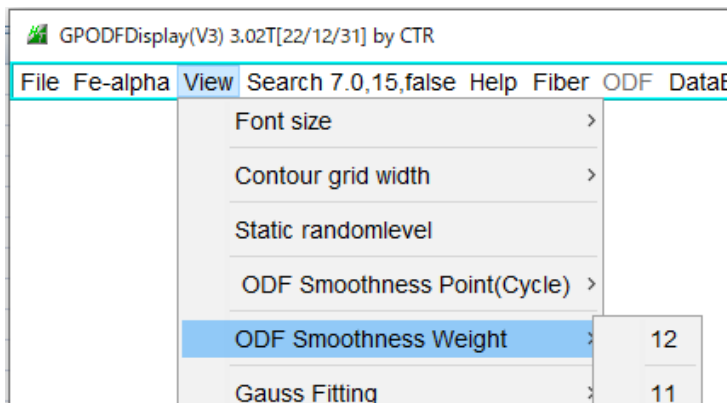 GPODFDisplay(V3) 3.02T[22/12/31] by CTR
File Fe-alpha View Search 7.0,15,false Help Fiber ODF
Font size
Contour grid width
Static randomlevel
ODF Smoothness Point(Cycle)
ODF Smoothness Weight 12
Gauss Fitting 11